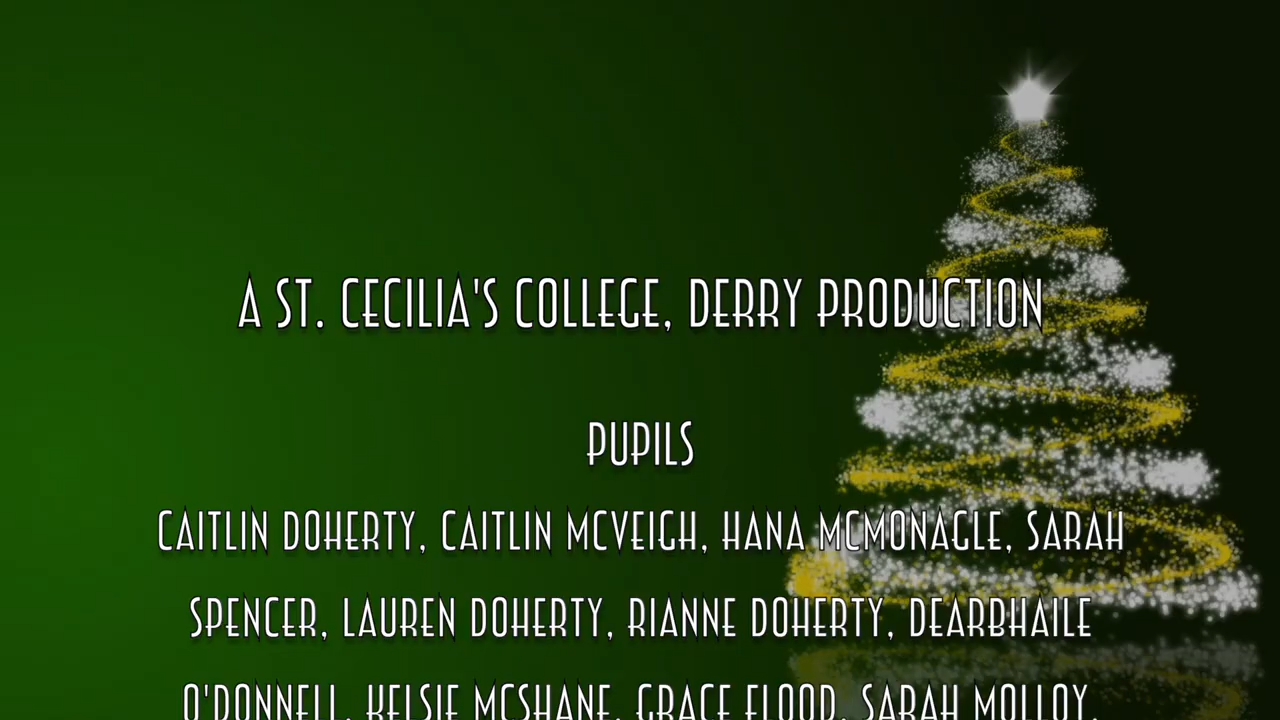 A ST. CECILIA'S COLLEGE, DERRY PRODUCTION
PUPILS
CAITLIN DOHERTY, CAITLIN MCVEIGH, HANA MCMONAGLE, SARAH
SPENCER, LAUREN DOHERTY, RIANNE DOHERTY, DEARBHAILE
O'DONNELL, KELSIE MCSHANE, GRACE FLOOD, SARAH MOLLOY,